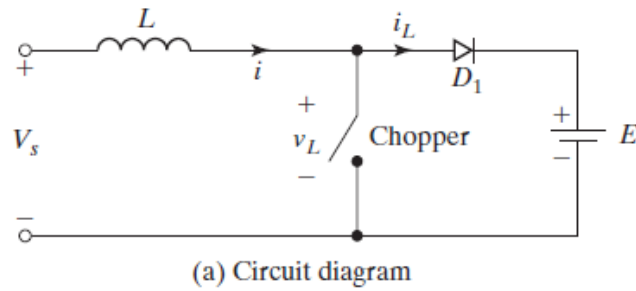 L
i
i_L
D_1
+
V_s
−
+
v_L
−
Chopper
+
−
E
(a) Circuit diagram